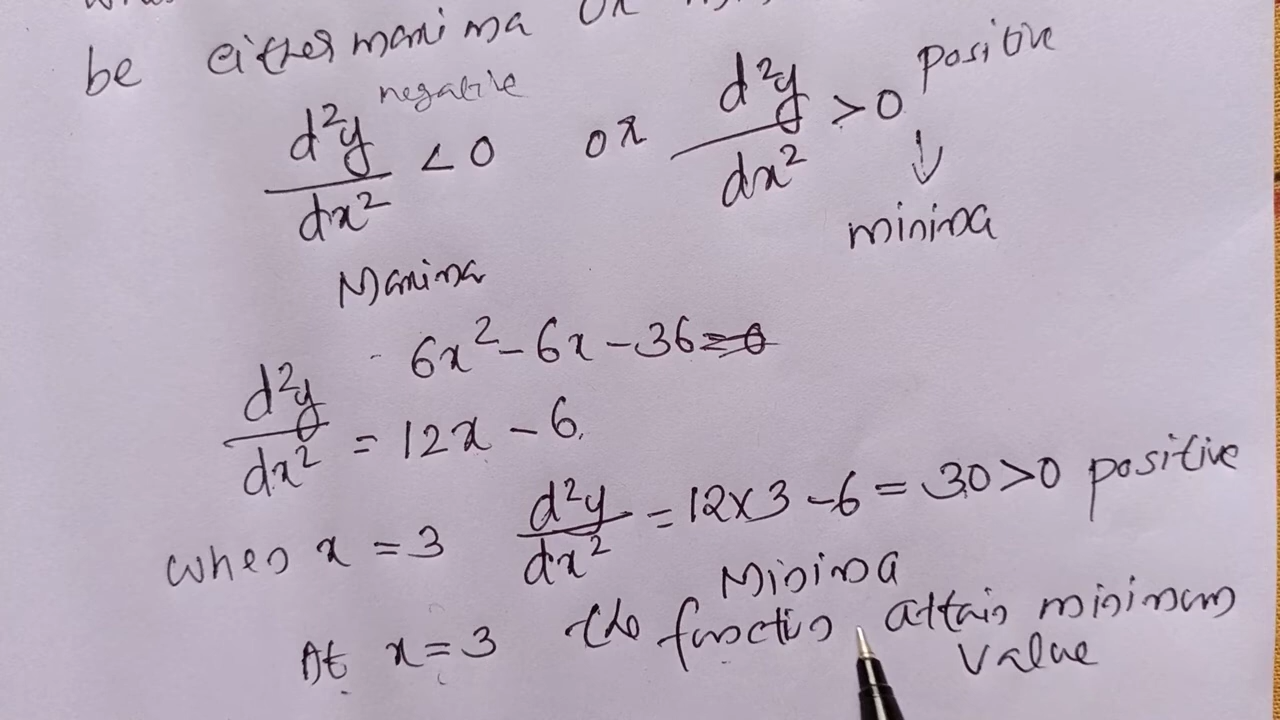 be either maxima or
negative positive
d²y/dx² < 0 or d²y/dx² > 0
↓
Maxima minima
6x² - 6x - 36 = 0
d²y/dx² = 12x - 6.
When x = 3 d²y/dx² = 12×3 - 6 = 30 > 0 positive
Minima
At x = 3 the function attain minimum
value